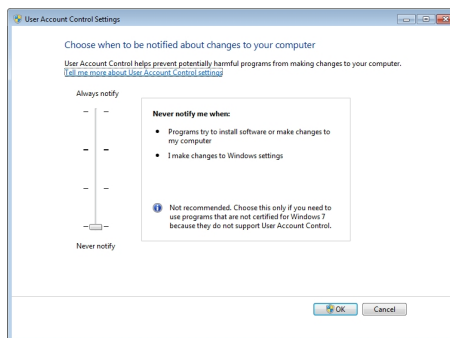 User Account Control Settings
Choose when to be notified about changes to your computer
User Account Control helps prevent potentially harmful programs from making changes to your computer.
Tell me more about User Account Control settings
Always notify
Never notify me when:
Programs try to install software or make changes to
my computer
I make changes to Windows settings
Not recommended. Choose this only if you need to
use programs that are not certified for Windows 7
because they do not support User Account Control.
Never notify
OK
Cancel